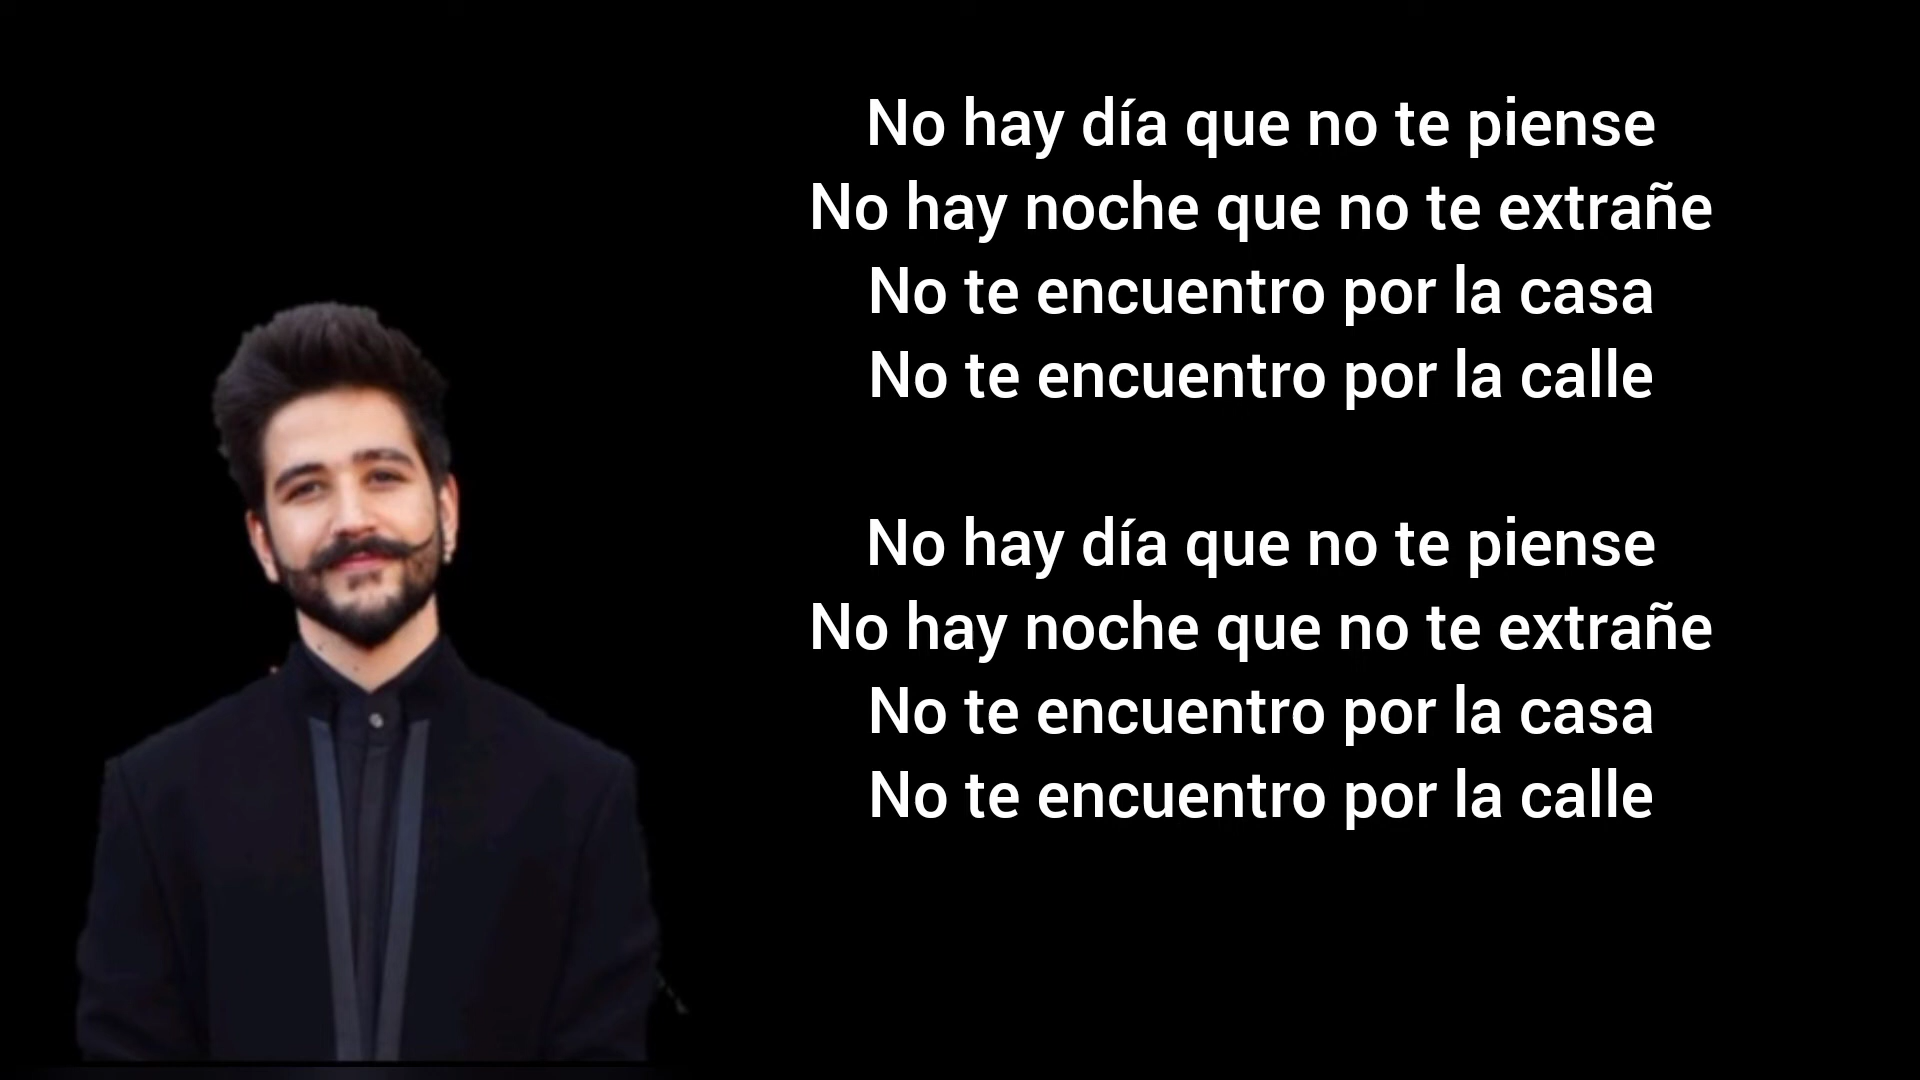 No hay día que no te piense
No hay noche que no te extrañe
No te encuentro por la casa
No te encuentro por la calle
No hay día que no te piense
No hay noche que no te extrañe
No te encuentro por la casa
No te encuentro por la calle